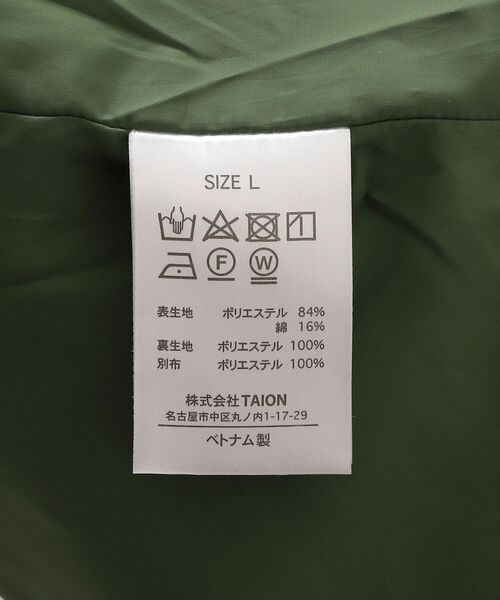 SIZE L
F W
表生地 ポリエステル 84%
綿 16%
裏生地 ポリエステル 100%
別布 ポリエステル 100%
株式会社TAION
名古屋市中区丸ノ内1-17-29
ベトナム製